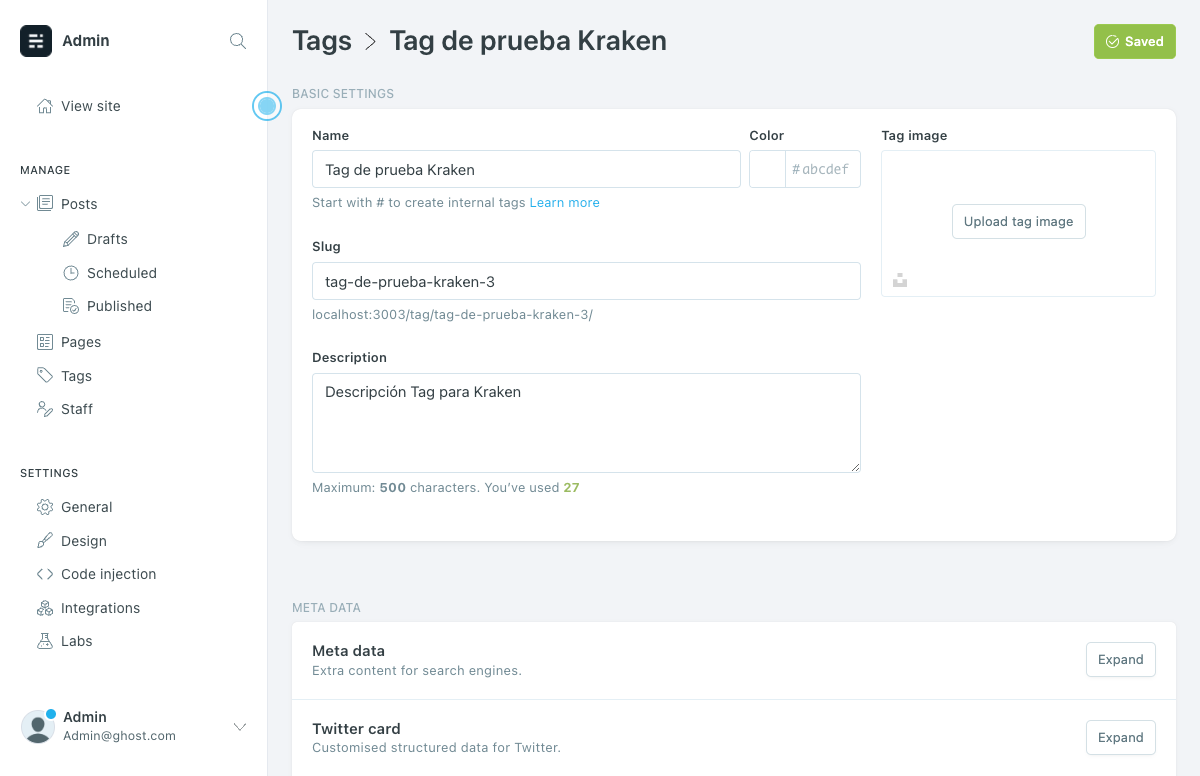 Admin
View site
MANAGE
Posts
Drafts
Scheduled
Published
Pages
Tags
Staff
SETTINGS
General
Design
Code injection
Integrations
Labs
Admin
Admin@ghost.com
Tags > Tag de prueba Kraken
Saved
BASIC SETTINGS
Name
Tag de prueba Kraken
Start with # to create internal tags Learn more
Color
#abcdef
Slug
tag-de-prueba-kraken-3
localhost:3003/tag/tag-de-prueba-kraken-3/
Description
Descripción Tag para Kraken
Maximum: 500 characters. You’ve used 27
Tag image
Upload tag image
META DATA
Meta data
Extra content for search engines.
Expand
Twitter card
Customised structured data for Twitter.
Expand